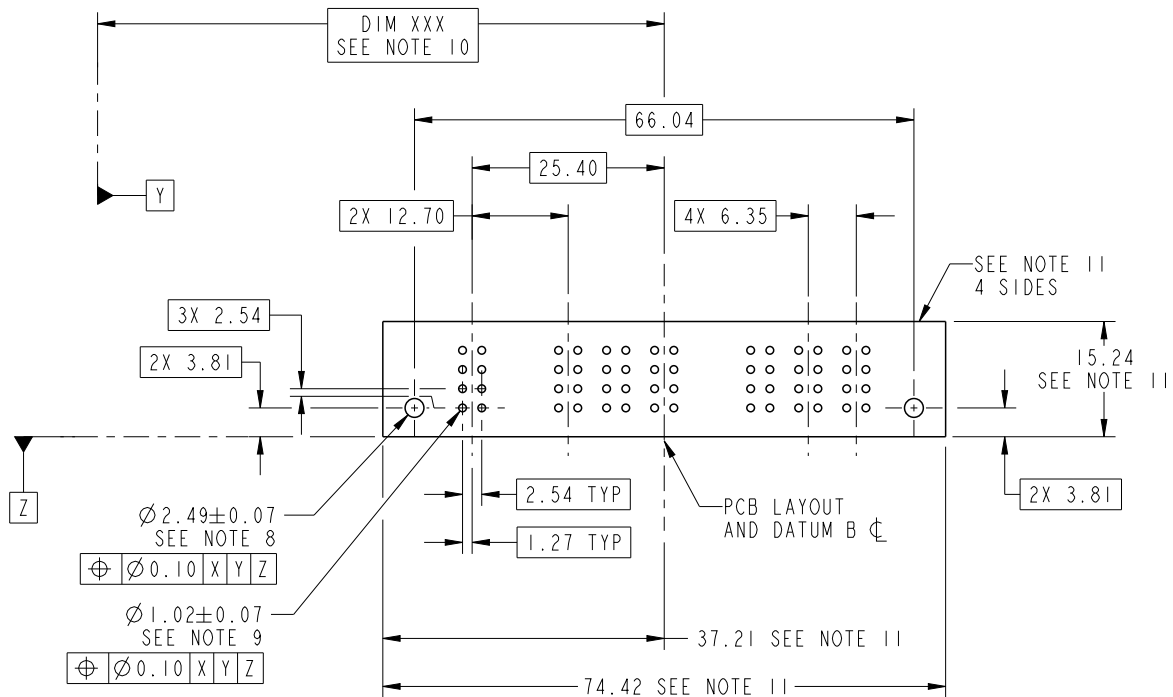 DIM XXX
SEE NOTE 10
66.04
25.40
Y
2X 12.70
4X 6.35
SEE NOTE 11
4 SIDES
3X 2.54
2X 3.81
15.24
SEE NOTE 11
Z
2.54 TYP
2X 3.81
PCB LAYOUT
AND DATUM B ℄
Ø2.49±0.07
SEE NOTE 8
⌖ Ø0.10 X Y Z
1.27 TYP
Ø1.02±0.07
SEE NOTE 9
⌖ Ø0.10 X Y Z
37.21 SEE NOTE 11
74.42 SEE NOTE 11